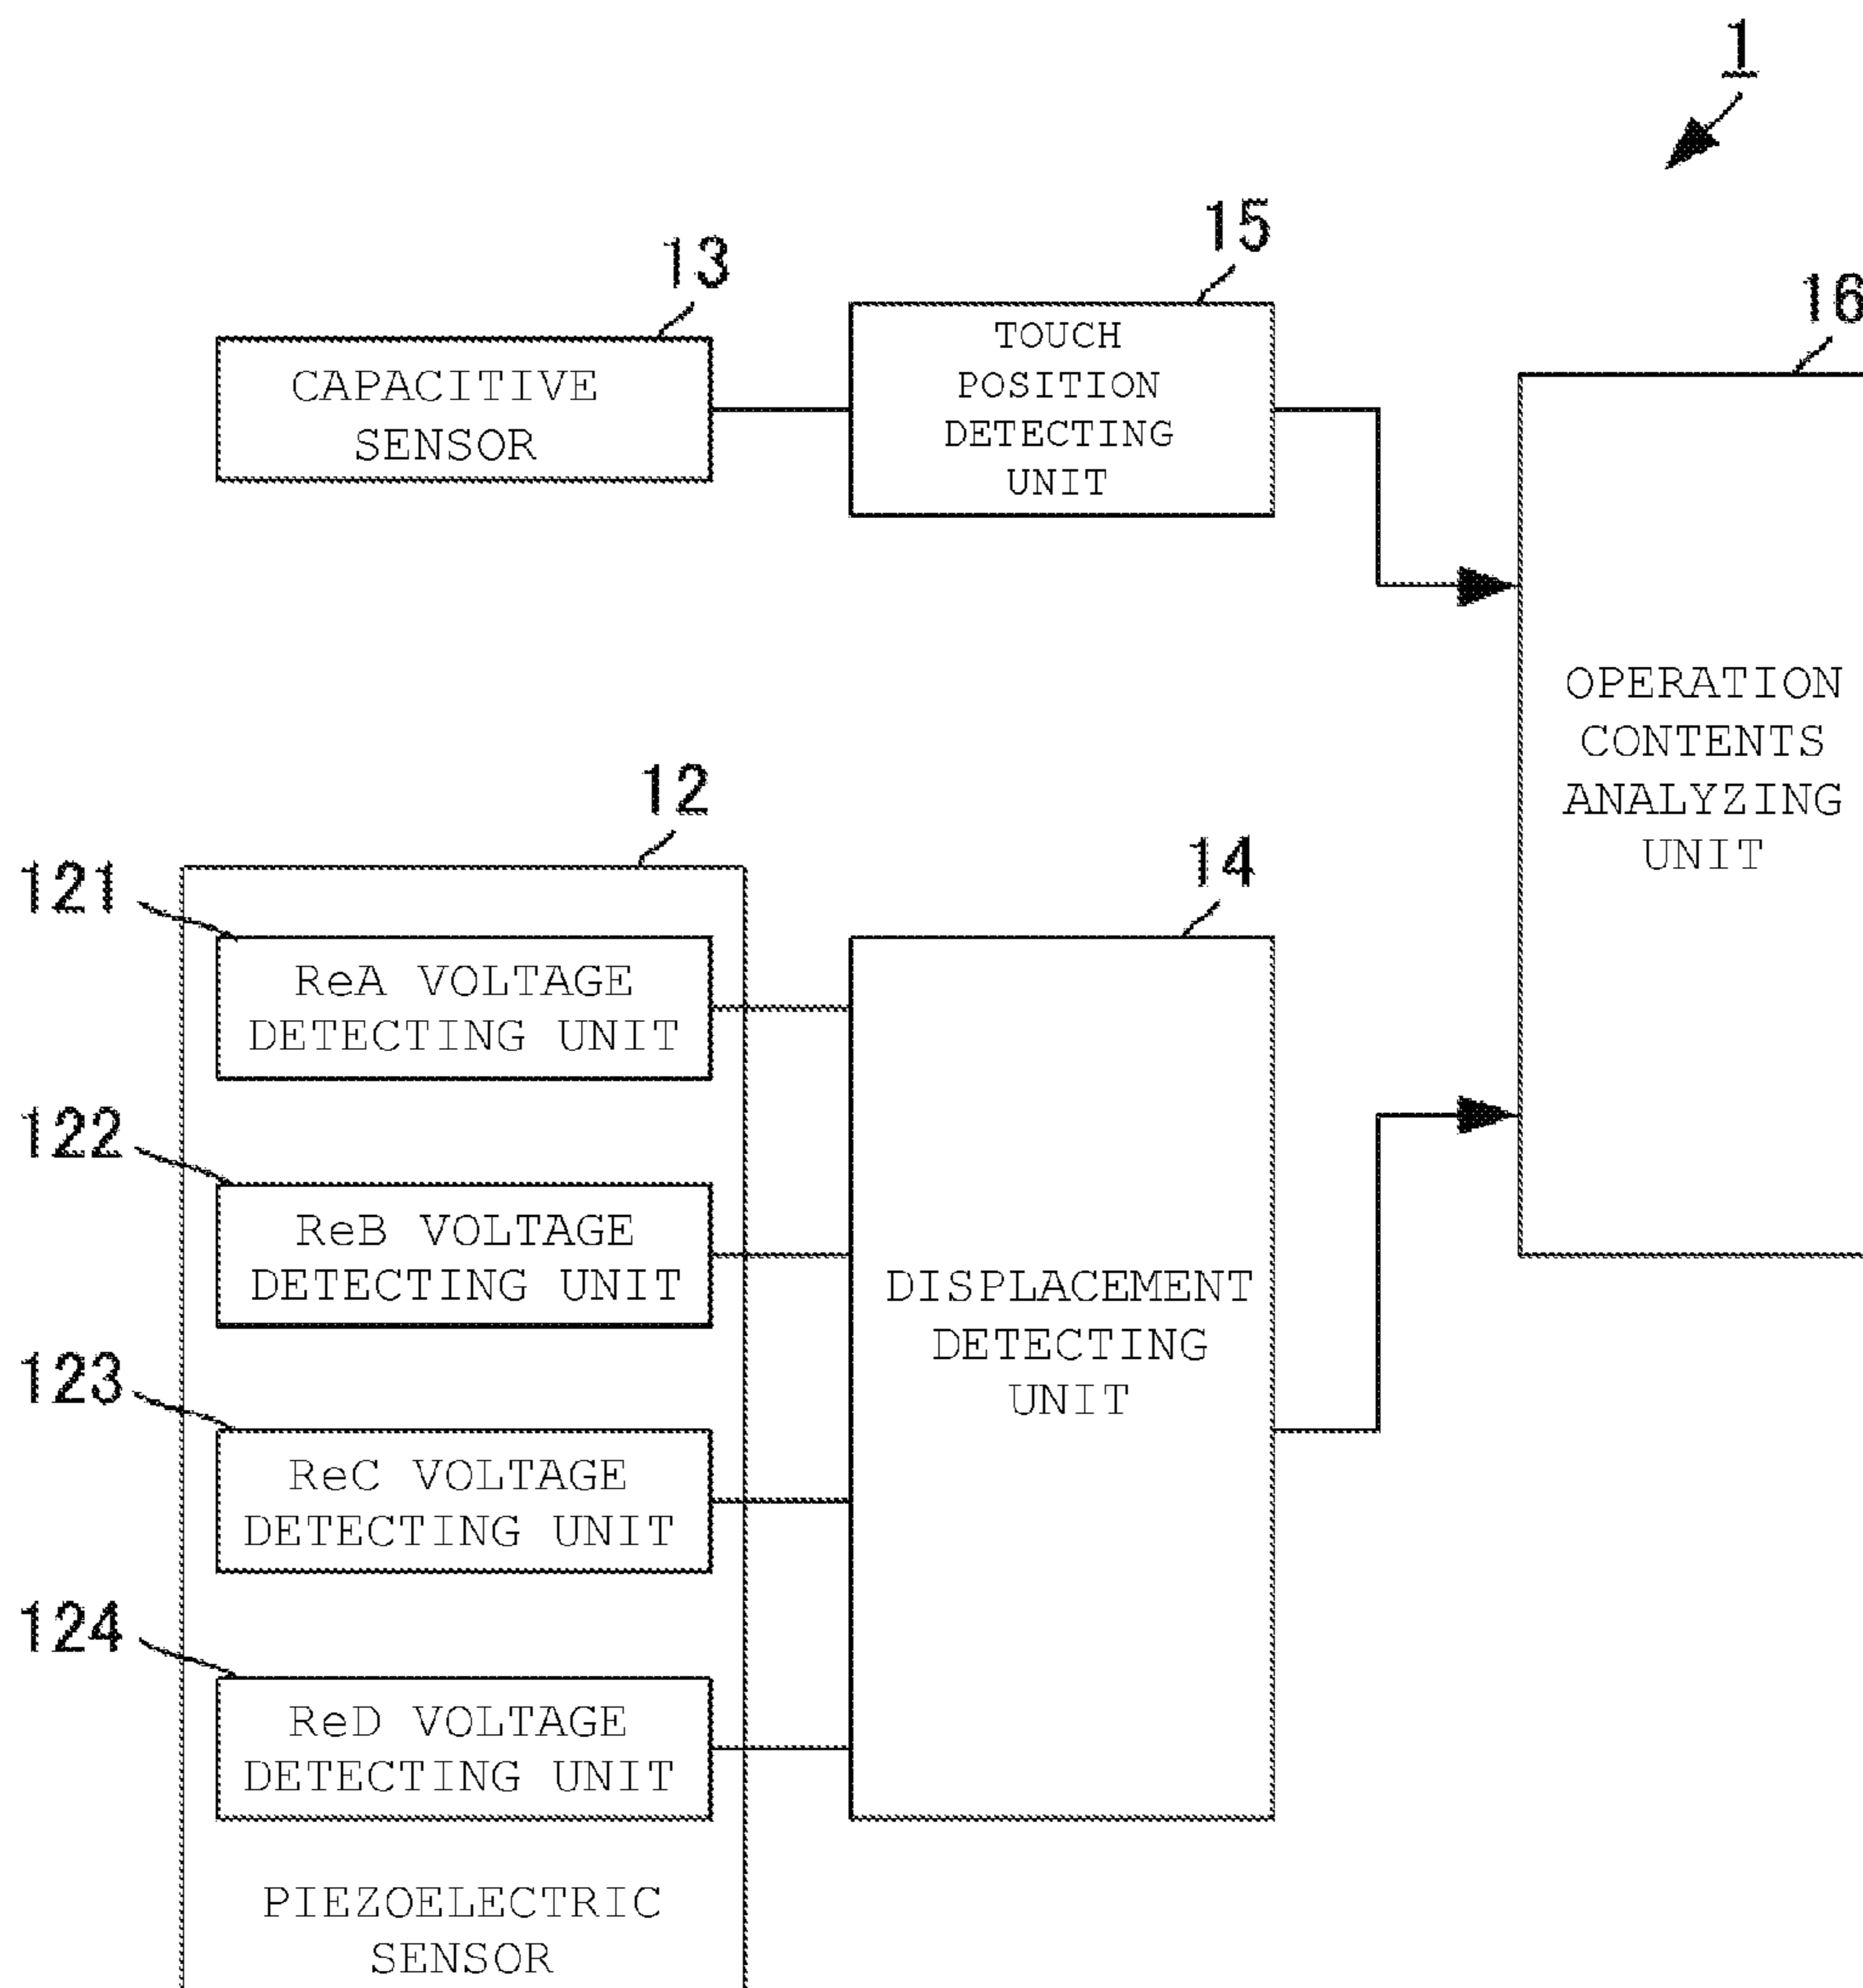 1
13
CAPACITIVE
SENSOR
15
TOUCH
POSITION
DETECTING
UNIT
16
OPERATION
CONTENTS
ANALYZING
UNIT
12
121
ReA VOLTAGE
DETECTING UNIT
122
ReB VOLTAGE
DETECTING UNIT
123
ReC VOLTAGE
DETECTING UNIT
124
ReD VOLTAGE
DETECTING UNIT
PIEZOELECTRIC
SENSOR
14
DISPLACEMENT
DETECTING
UNIT